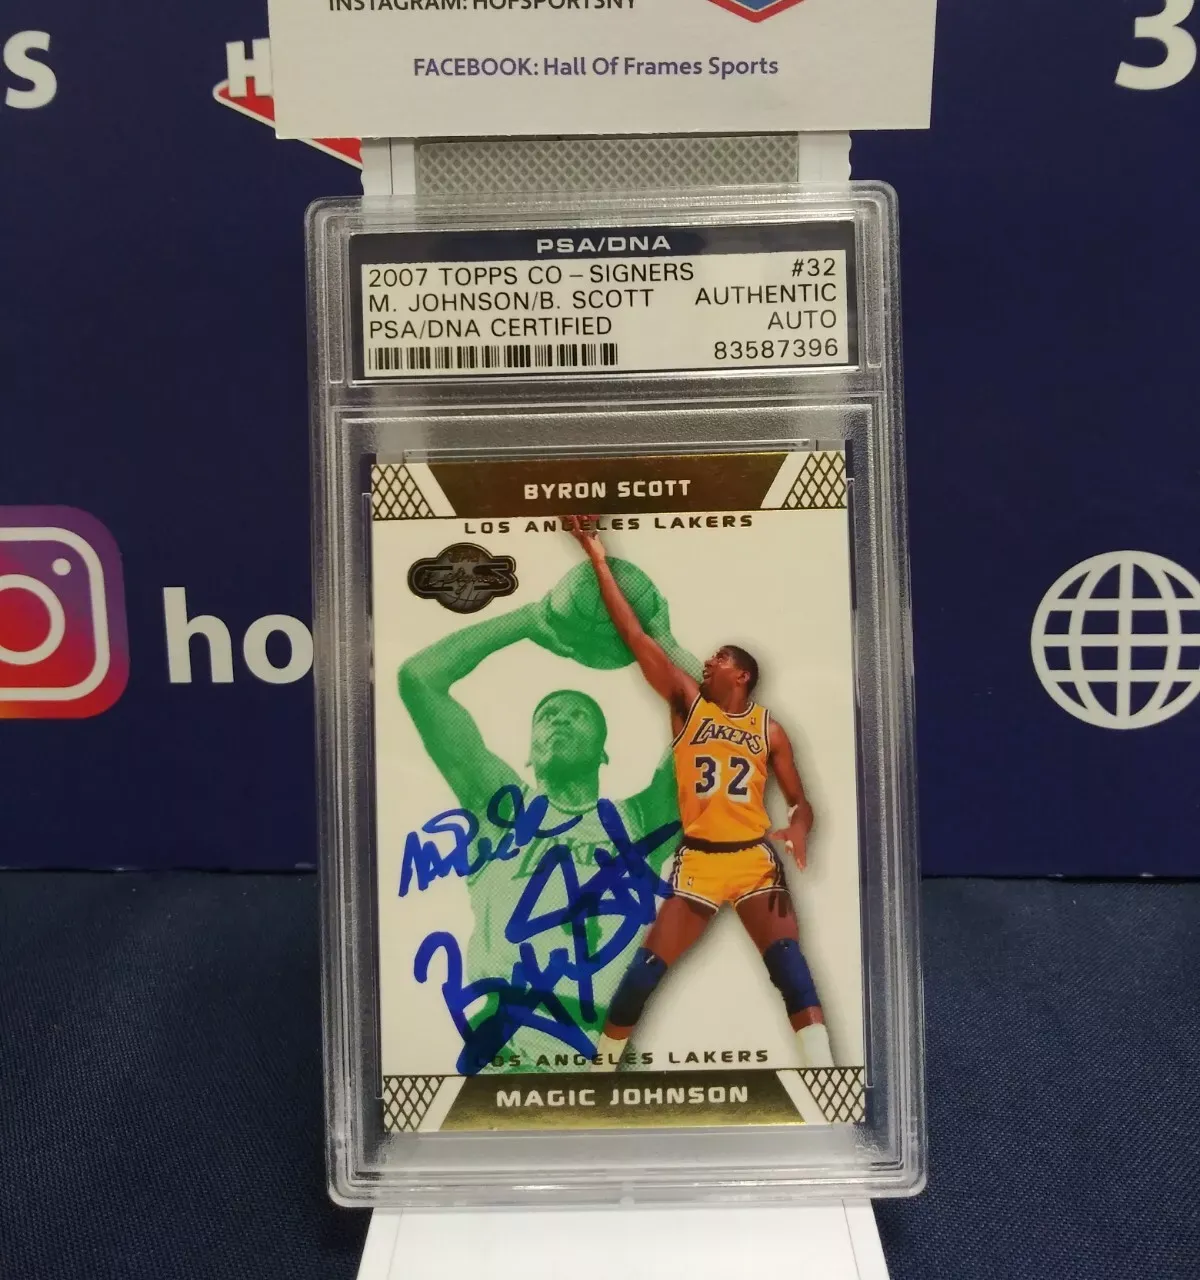 INSTAGRAM: HOFSPORTSNY
FACEBOOK: Hall Of Frames Sports
S
H
3
ho
PSA/DNA
2007 TOPPS CO-SIGNERS #32
M. JOHNSON/B. SCOTT AUTHENTIC
PSA/DNA CERTIFIED AUTO
83587396
BYRON SCOTT
LOS ANGELES LAKERS
LAKERS
32
LAKERS
LOS ANGELES LAKERS
MAGIC JOHNSON